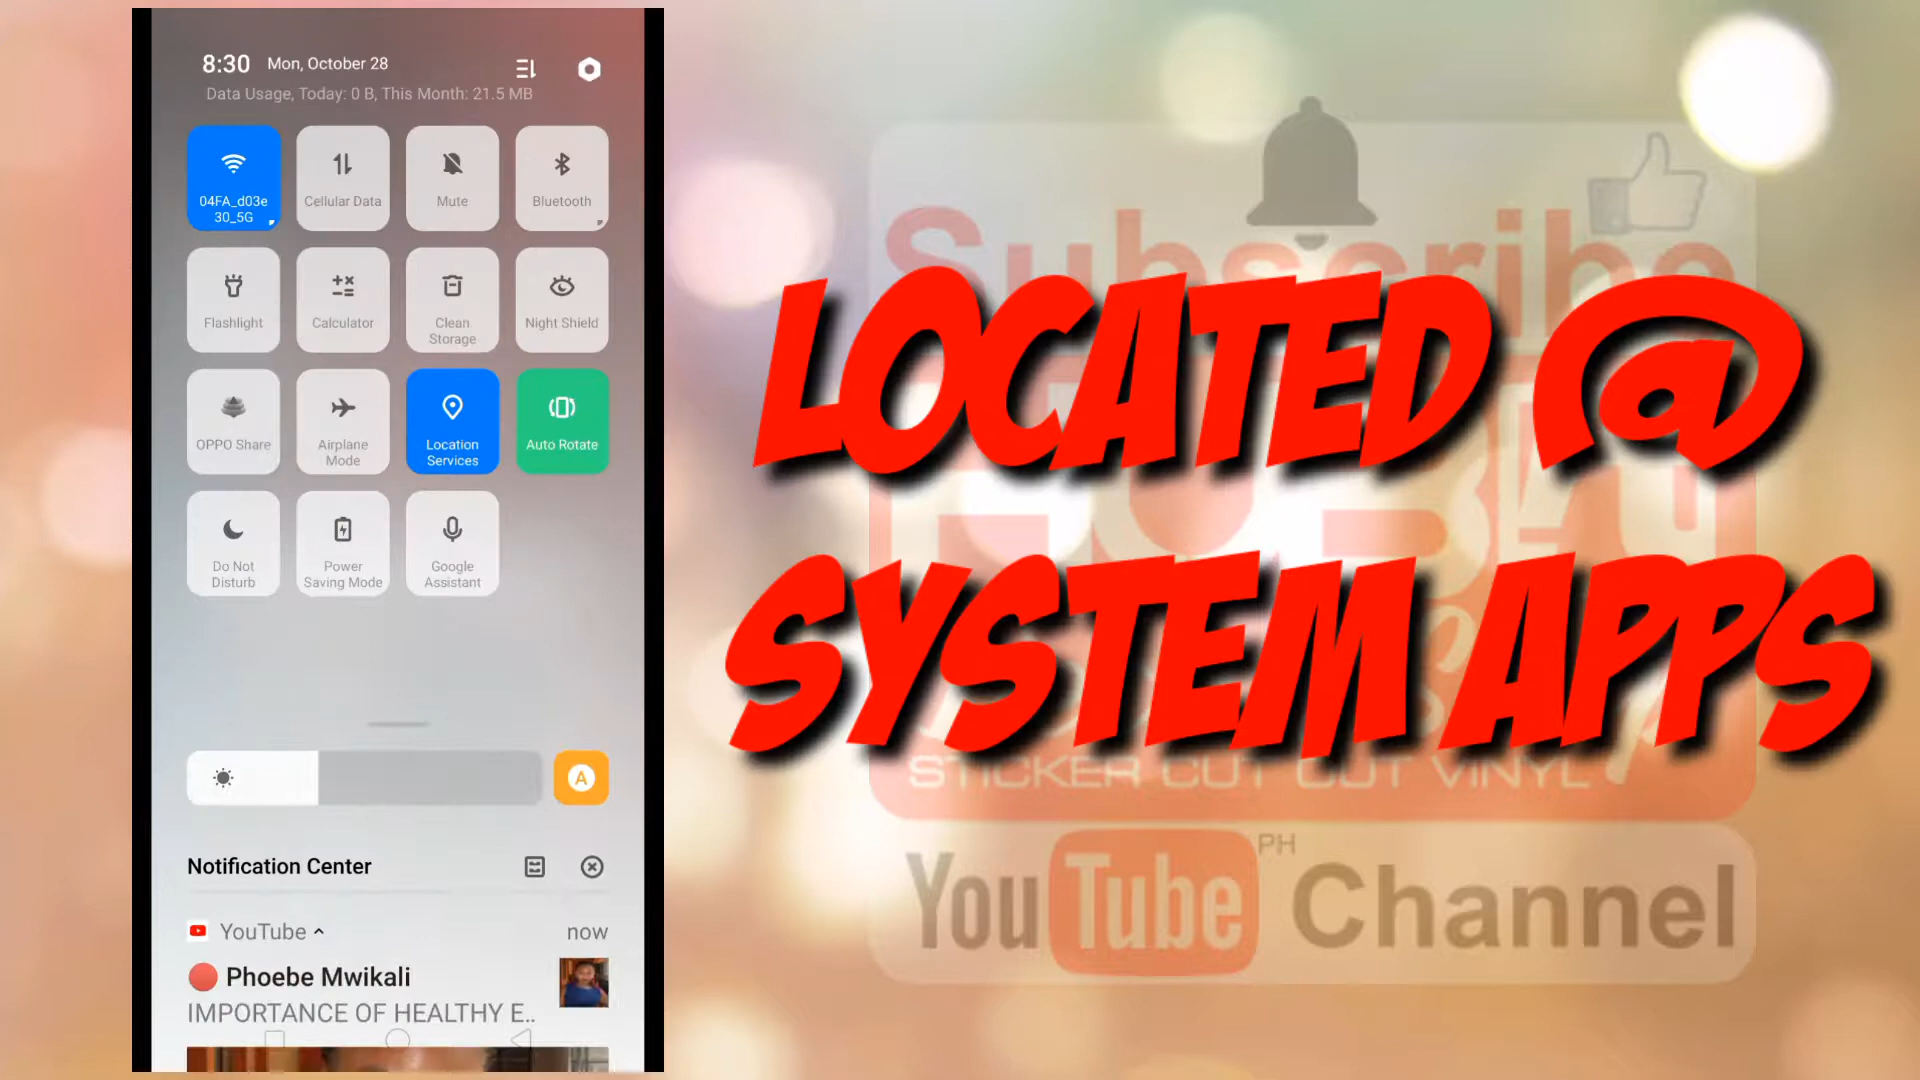 8:30 Mon, October 28
Data Usage, Today: 0 B, This Month: 21.5 MB
04FA_d03e
30_5G
Cellular Data
Mute
Bluetooth
Flashlight
Calculator
Clean
Storage
Night Shield
OPPO Share
Airplane
Mode
Location
Services
Auto Rotate
Do Not
Disturb
Power
Saving Mode
Google
Assistant
A
Notification Center
YouTube now
Phoebe Mwikali
IMPORTANCE OF HEALTHY E..
Subscribe
LOCATED @
SYSTEM APPS
STICKER CUT OUT VINYL
PH
YouTube Channel